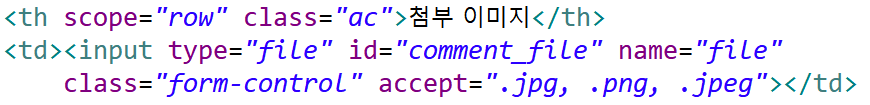 <th scope="row" class="ac">첨부 이미지</th>
<td><input type="file" id="comment_file" name="file"
class="form-control" accept=".jpg, .png, .jpeg"></td>